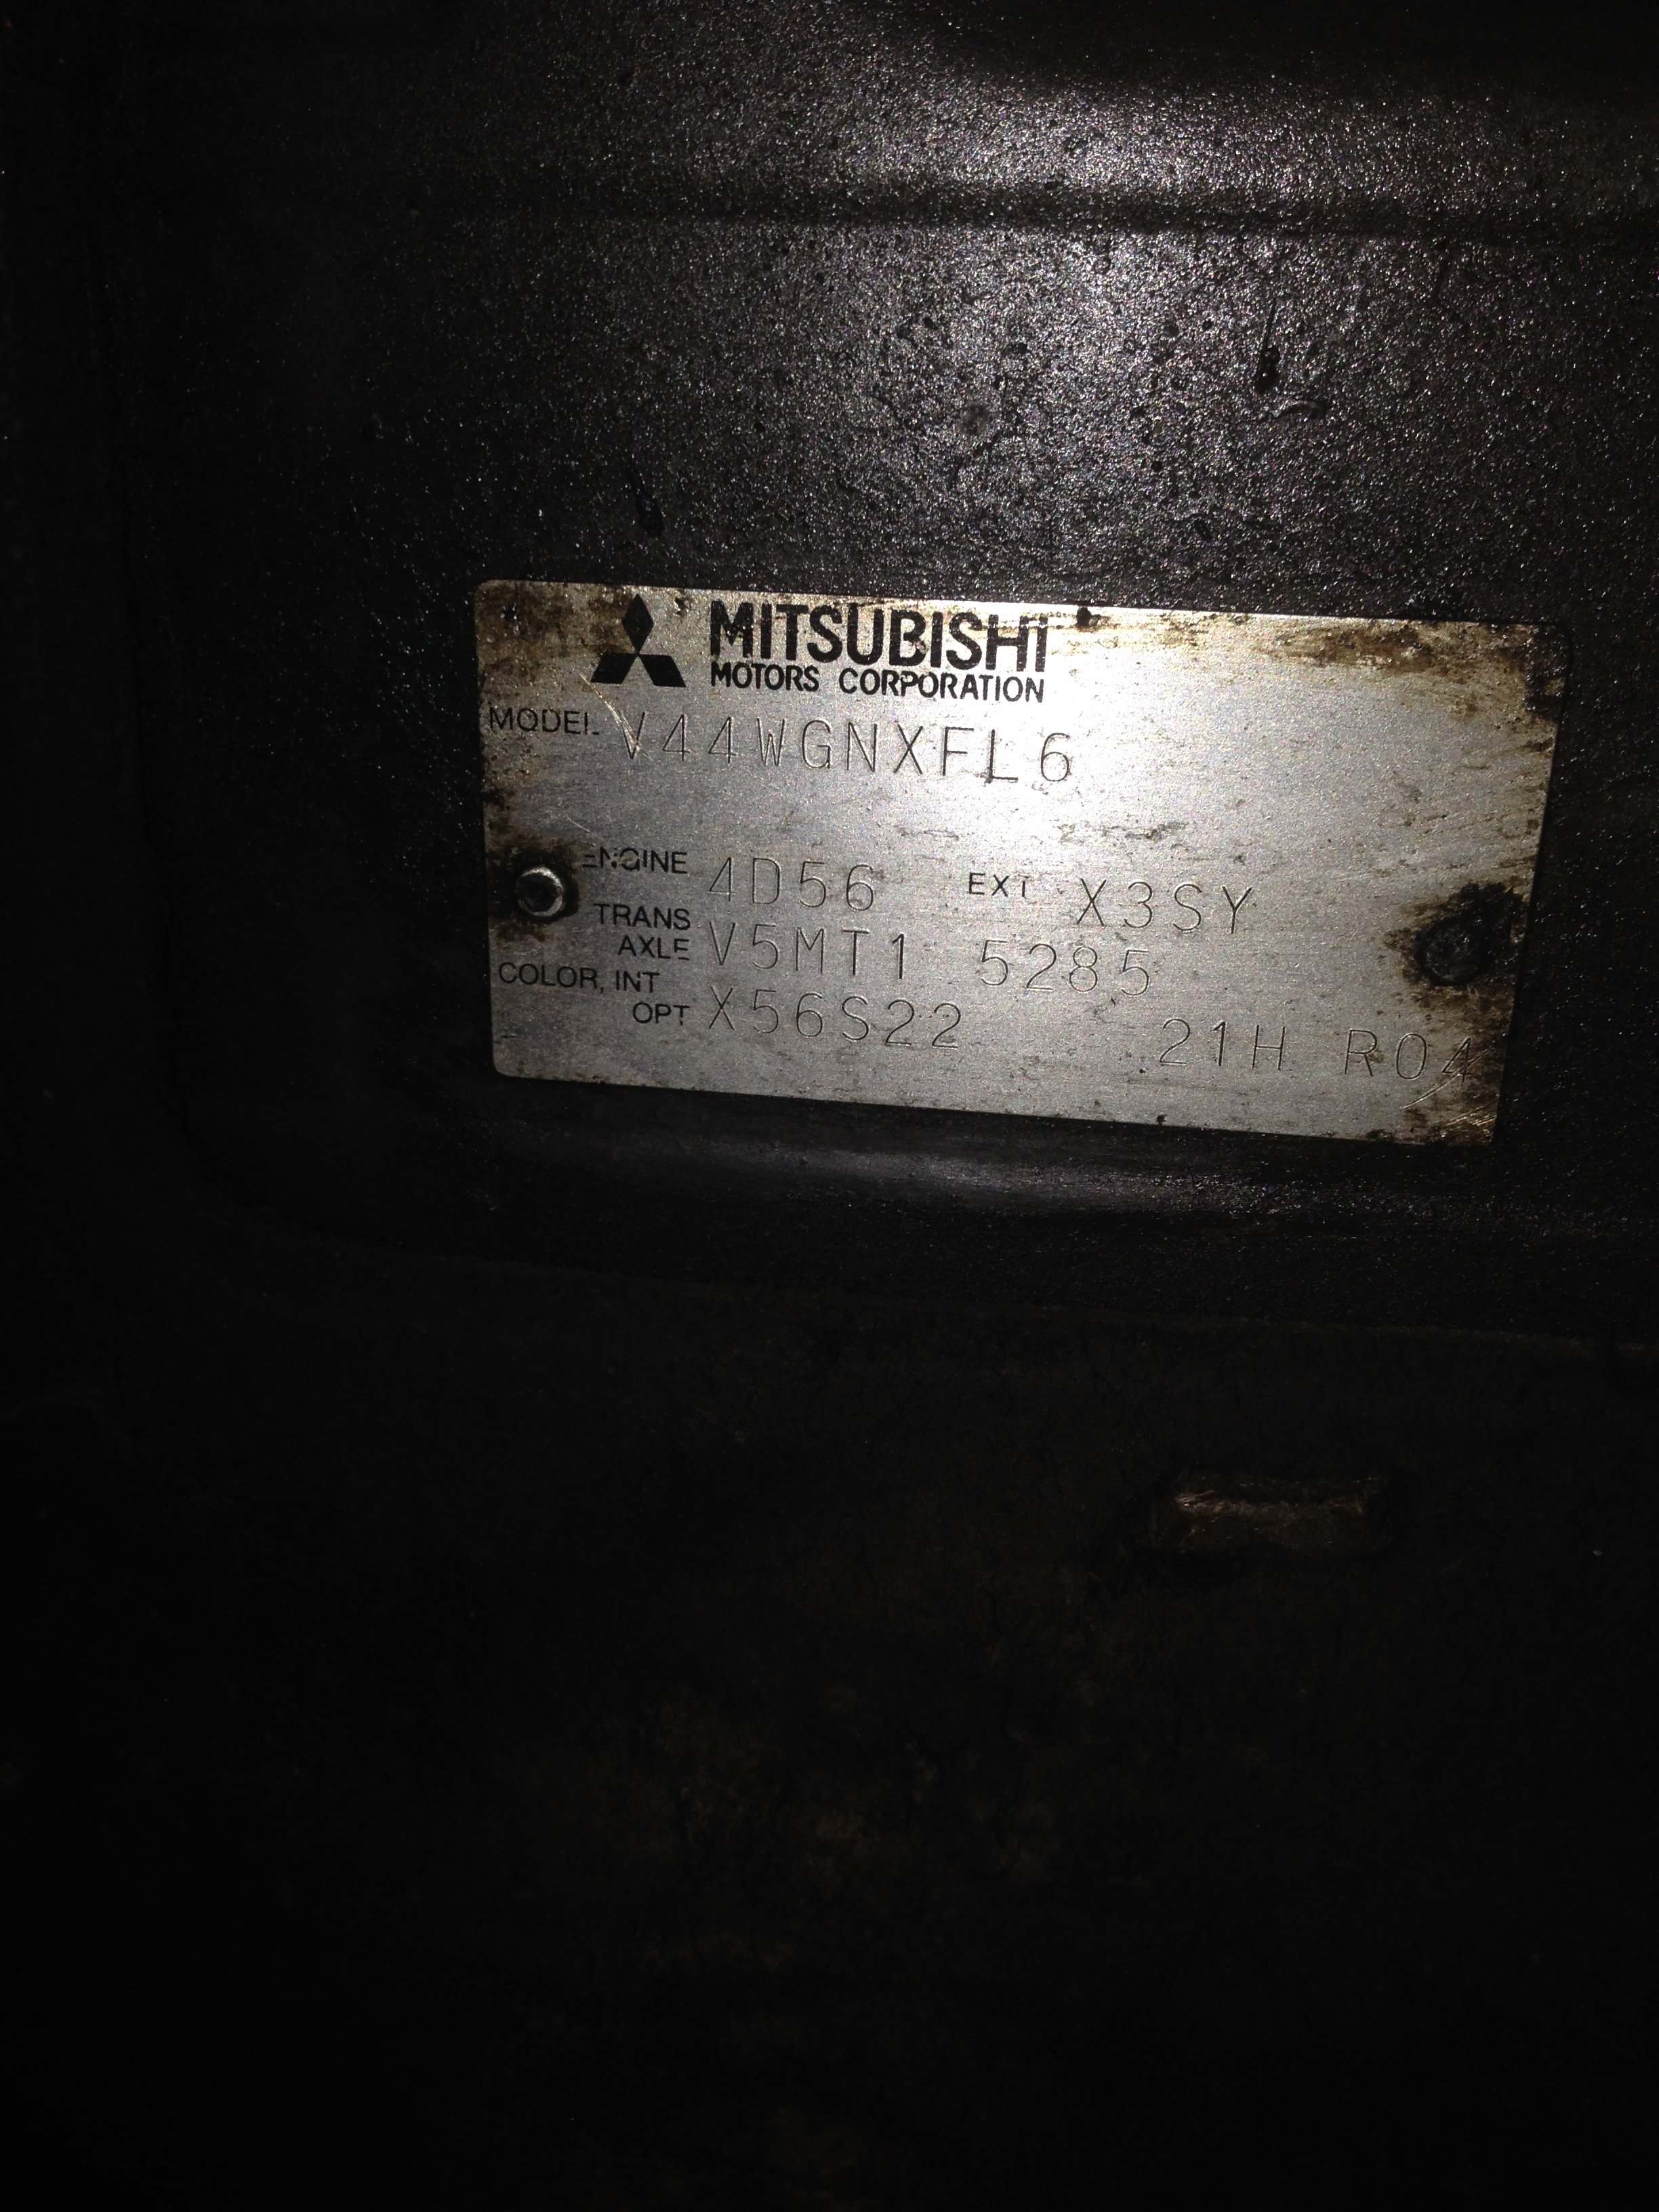 MITSUBISHI
MOTORS CORPORATION
MODEL V44WGNXFL6
ENGINE 4D56 EXT X3SY
TRANS
AXLE V5MT1 5285
COLOR, INT
OPT X56S22 21H R04